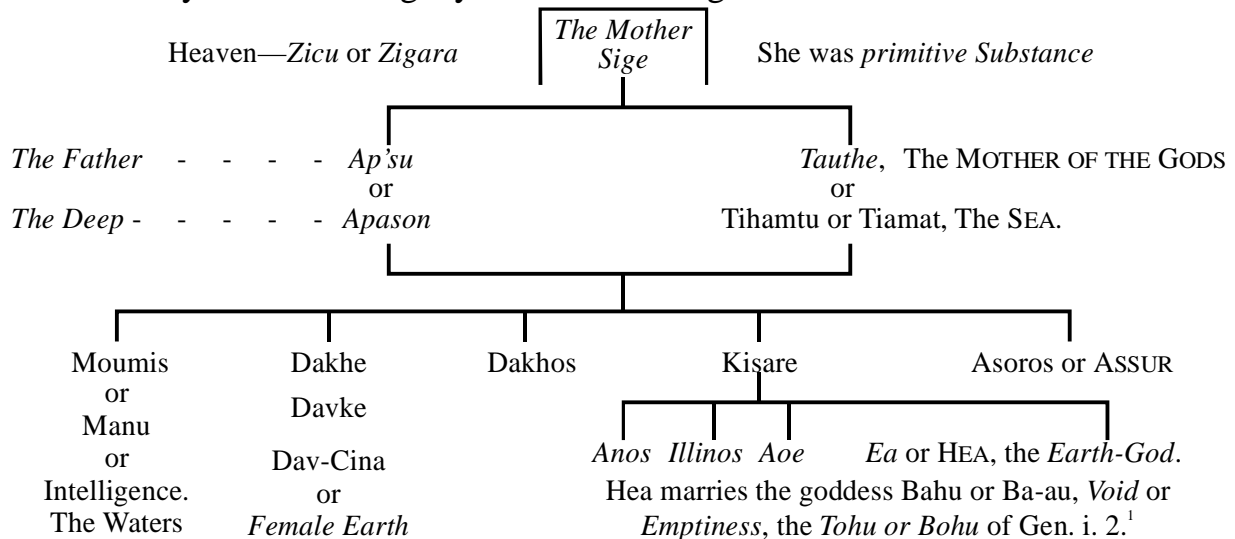 The Mother
Heaven—Zicu or Zigara Sige She was primitive Substance
The Father - - - - Ap'su Tauthe, The MOTHER OF THE GODS
or or
The Deep - - - - - Apason Tihamtu or Tiamat, The SEA.
Moumis Dakhe Dakhos Kisare Asoros or ASSUR
or
Davke
Manu
Anos Illinos Aoe Ea or HEA, the Earth-God.
or Dav-Cina
Intelligence. or Hea marries the goddess Bahu or Ba-au, Void or
The Waters Female Earth Emptiness, the Tohu or Bohu of Gen. i. 2.1